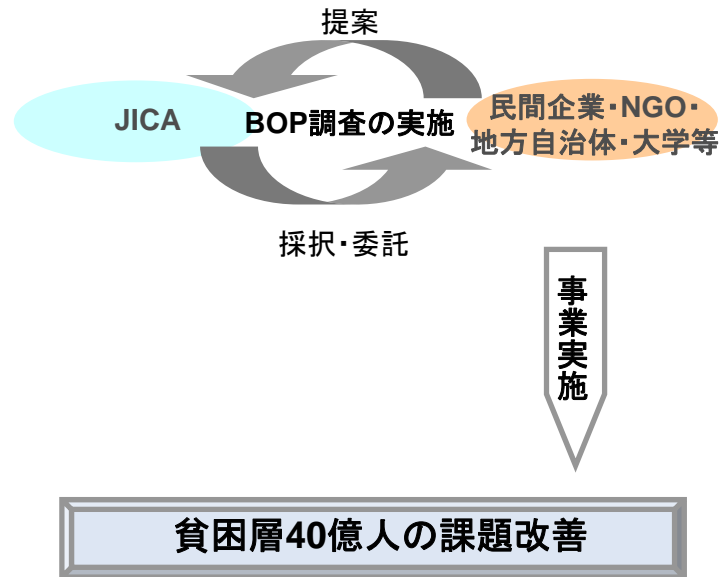 提案
JICA
BOP調査の実施
民間企業・NGO・
地方自治体・大学等
採択・委託
事業実施
貧困層40億人の課題改善